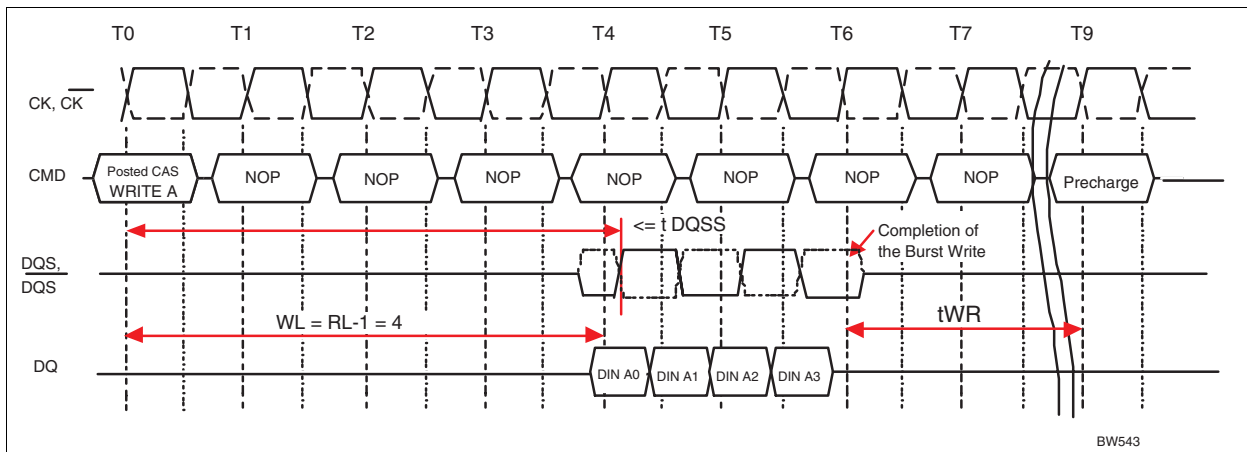 T0 T1 T2 T3 T4 T5 T6 T7 T9
CK, CK
CMD
Posted CAS
WRITE A
NOP NOP NOP NOP NOP NOP NOP Precharge
<= t DQSS
Completion of
the Burst Write
DQS,
DQS
WL = RL-1 = 4
tWR
DQ
DIN A0 DIN A1 DIN A2 DIN A3
BW543